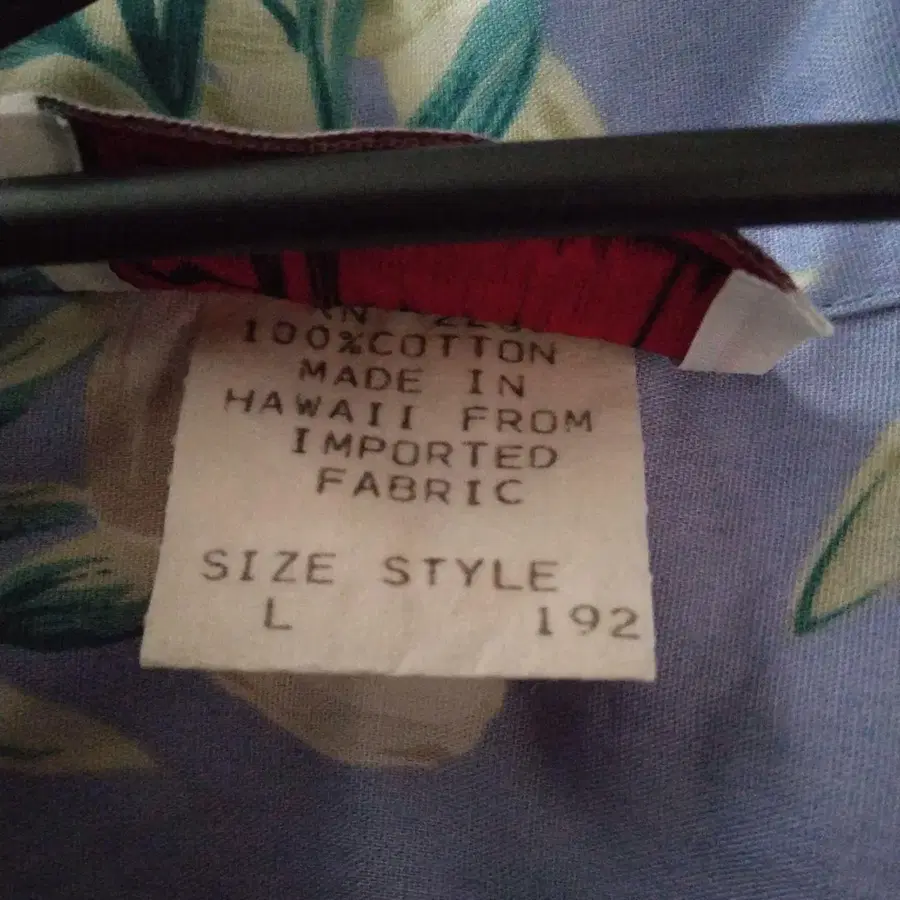 100%COTTON
MADE IN
HAWAII FROM
IMPORTED
FABRIC
SIZE STYLE
L 192